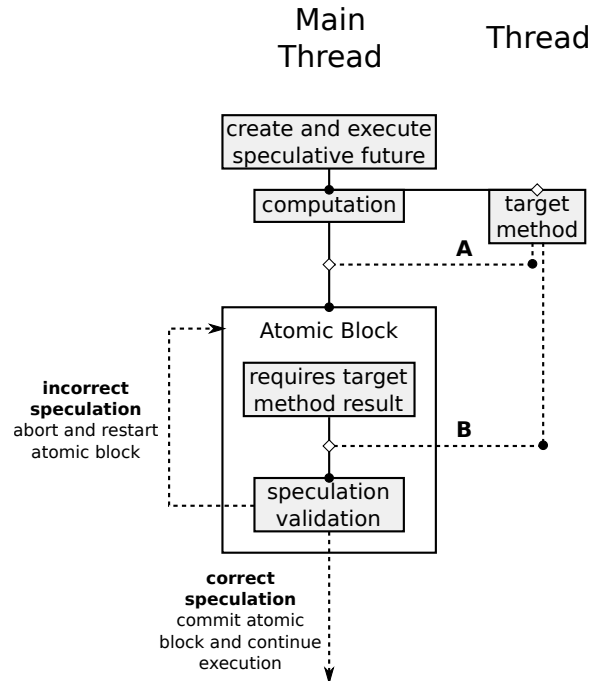 Main
Thread
Thread
create and execute
speculative future
computation
target
method
A
Atomic Block
requires target
method result
incorrect
speculation
abort and restart
atomic block
B
speculation
validation
correct
speculation
commit atomic
block and continue
execution